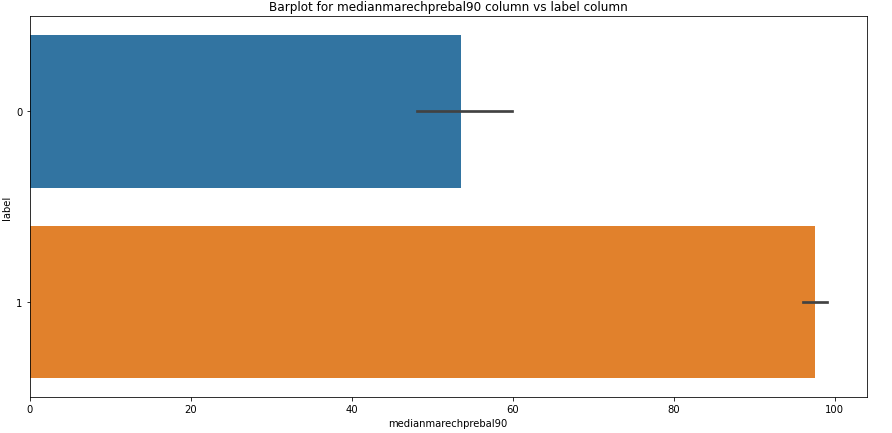 Barplot for medianmarechprebal90 column vs label column
0
label
1
0 20 40 60 80 100
medianmarechprebal90